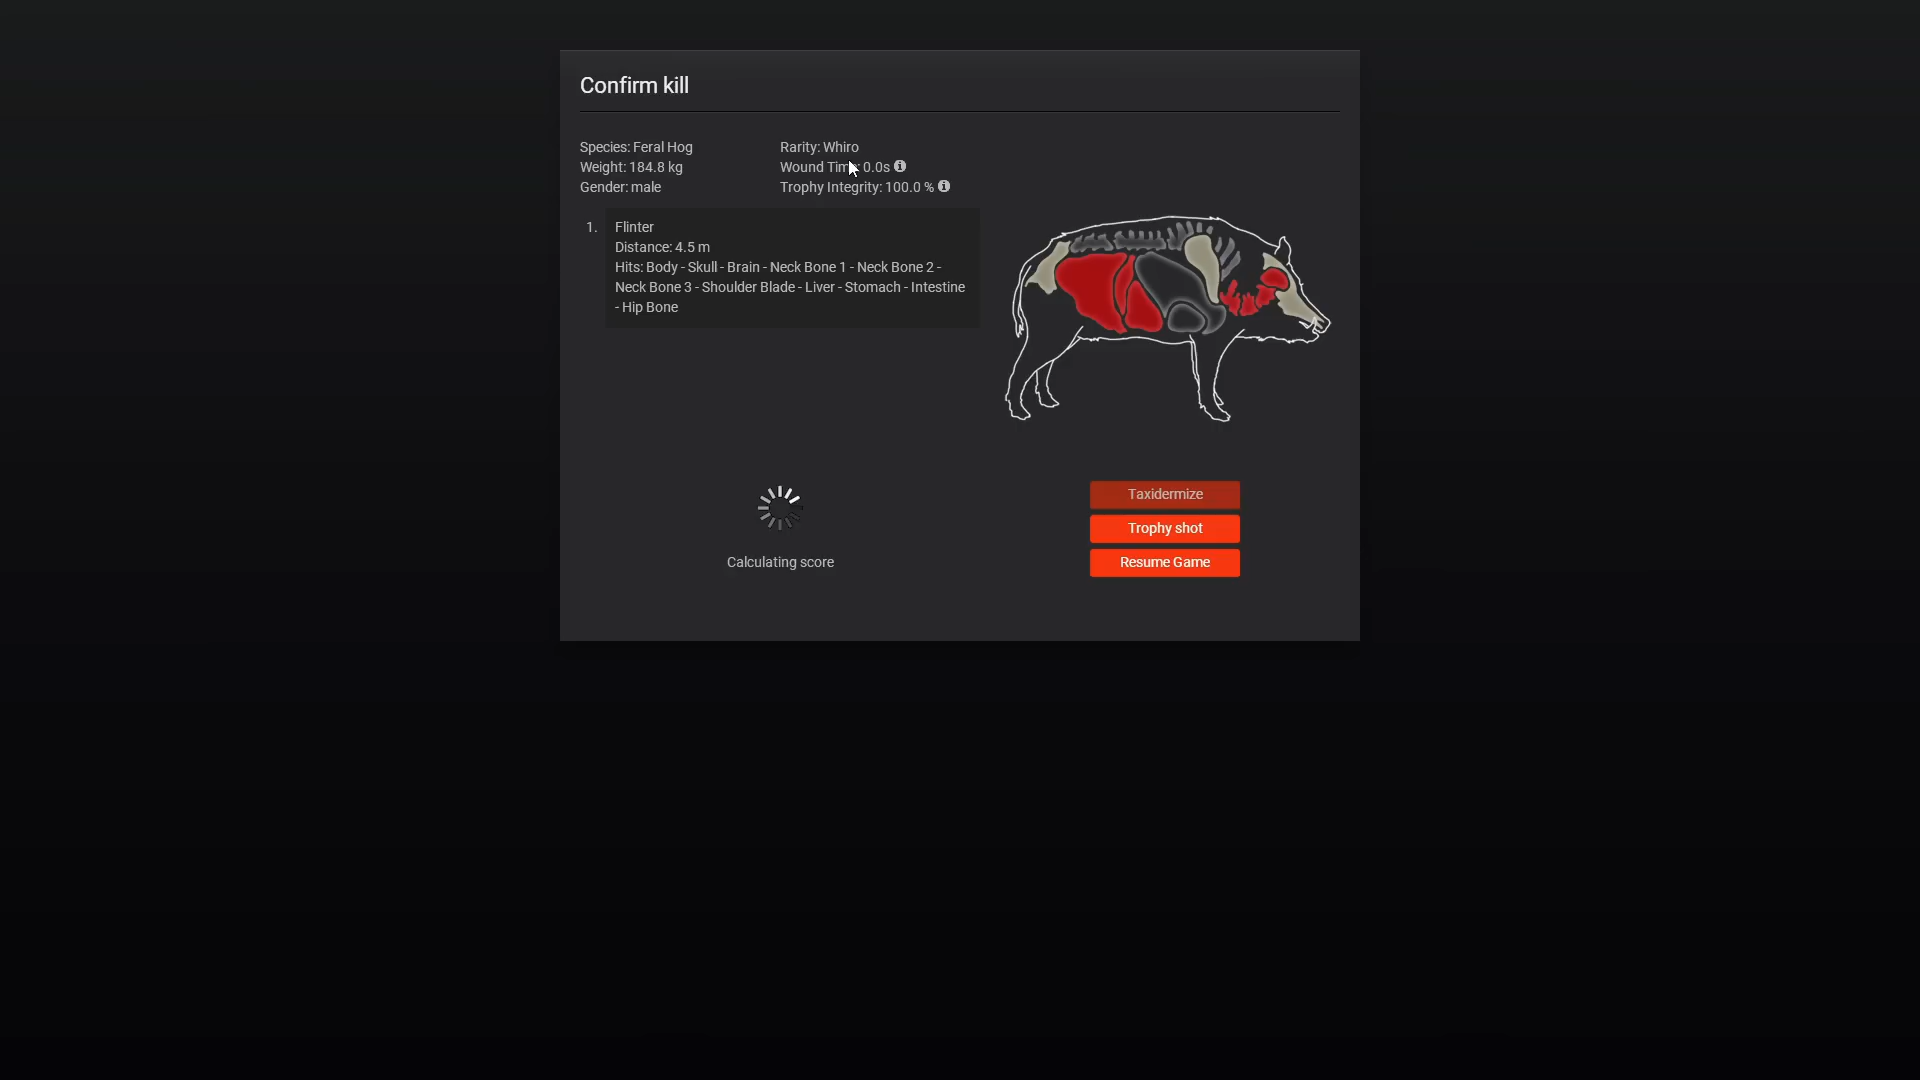 Confirm kill
Species: Feral Hog
Weight: 184.8 kg
Gender: male
Rarity: Whiro
Wound Time: 0.0s
Trophy Integrity: 100.0 %
1.
Flinter
Distance: 4.5 m
Hits: Body - Skull - Brain - Neck Bone 1 - Neck Bone 2 -
Neck Bone 3 - Shoulder Blade - Liver - Stomach - Intestine
- Hip Bone
Calculating score
Taxidermize
Trophy shot
Resume Game